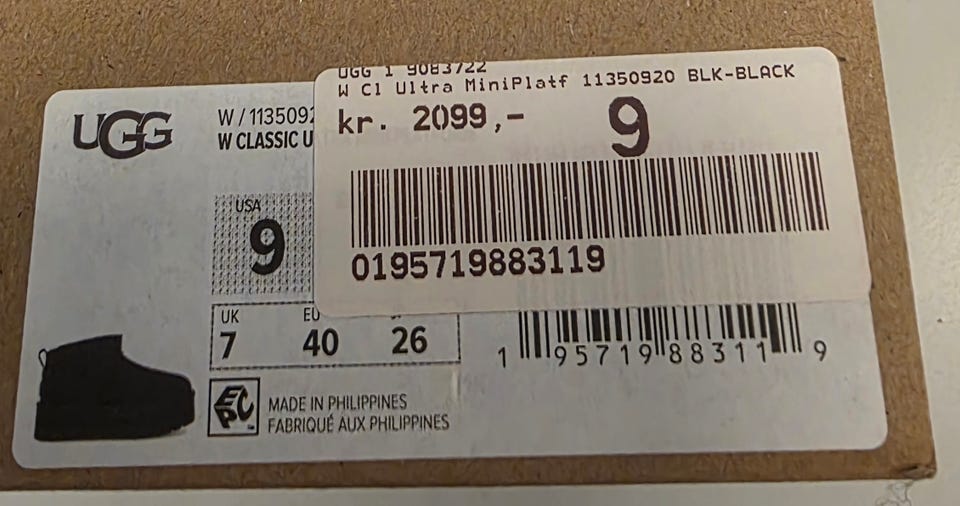 UGG 1 9083722
W Cl Ultra MiniPlatf 11350920 BLK-BLACK
kr. 2099,- 9
0195719883119
UGG
W / 113509
W CLASSIC U
USA
9
UK EU
7 40 26
1 95719 88311 9
EPC
MADE IN PHILIPPINES
FABRIQUÉ AUX PHILIPPINES